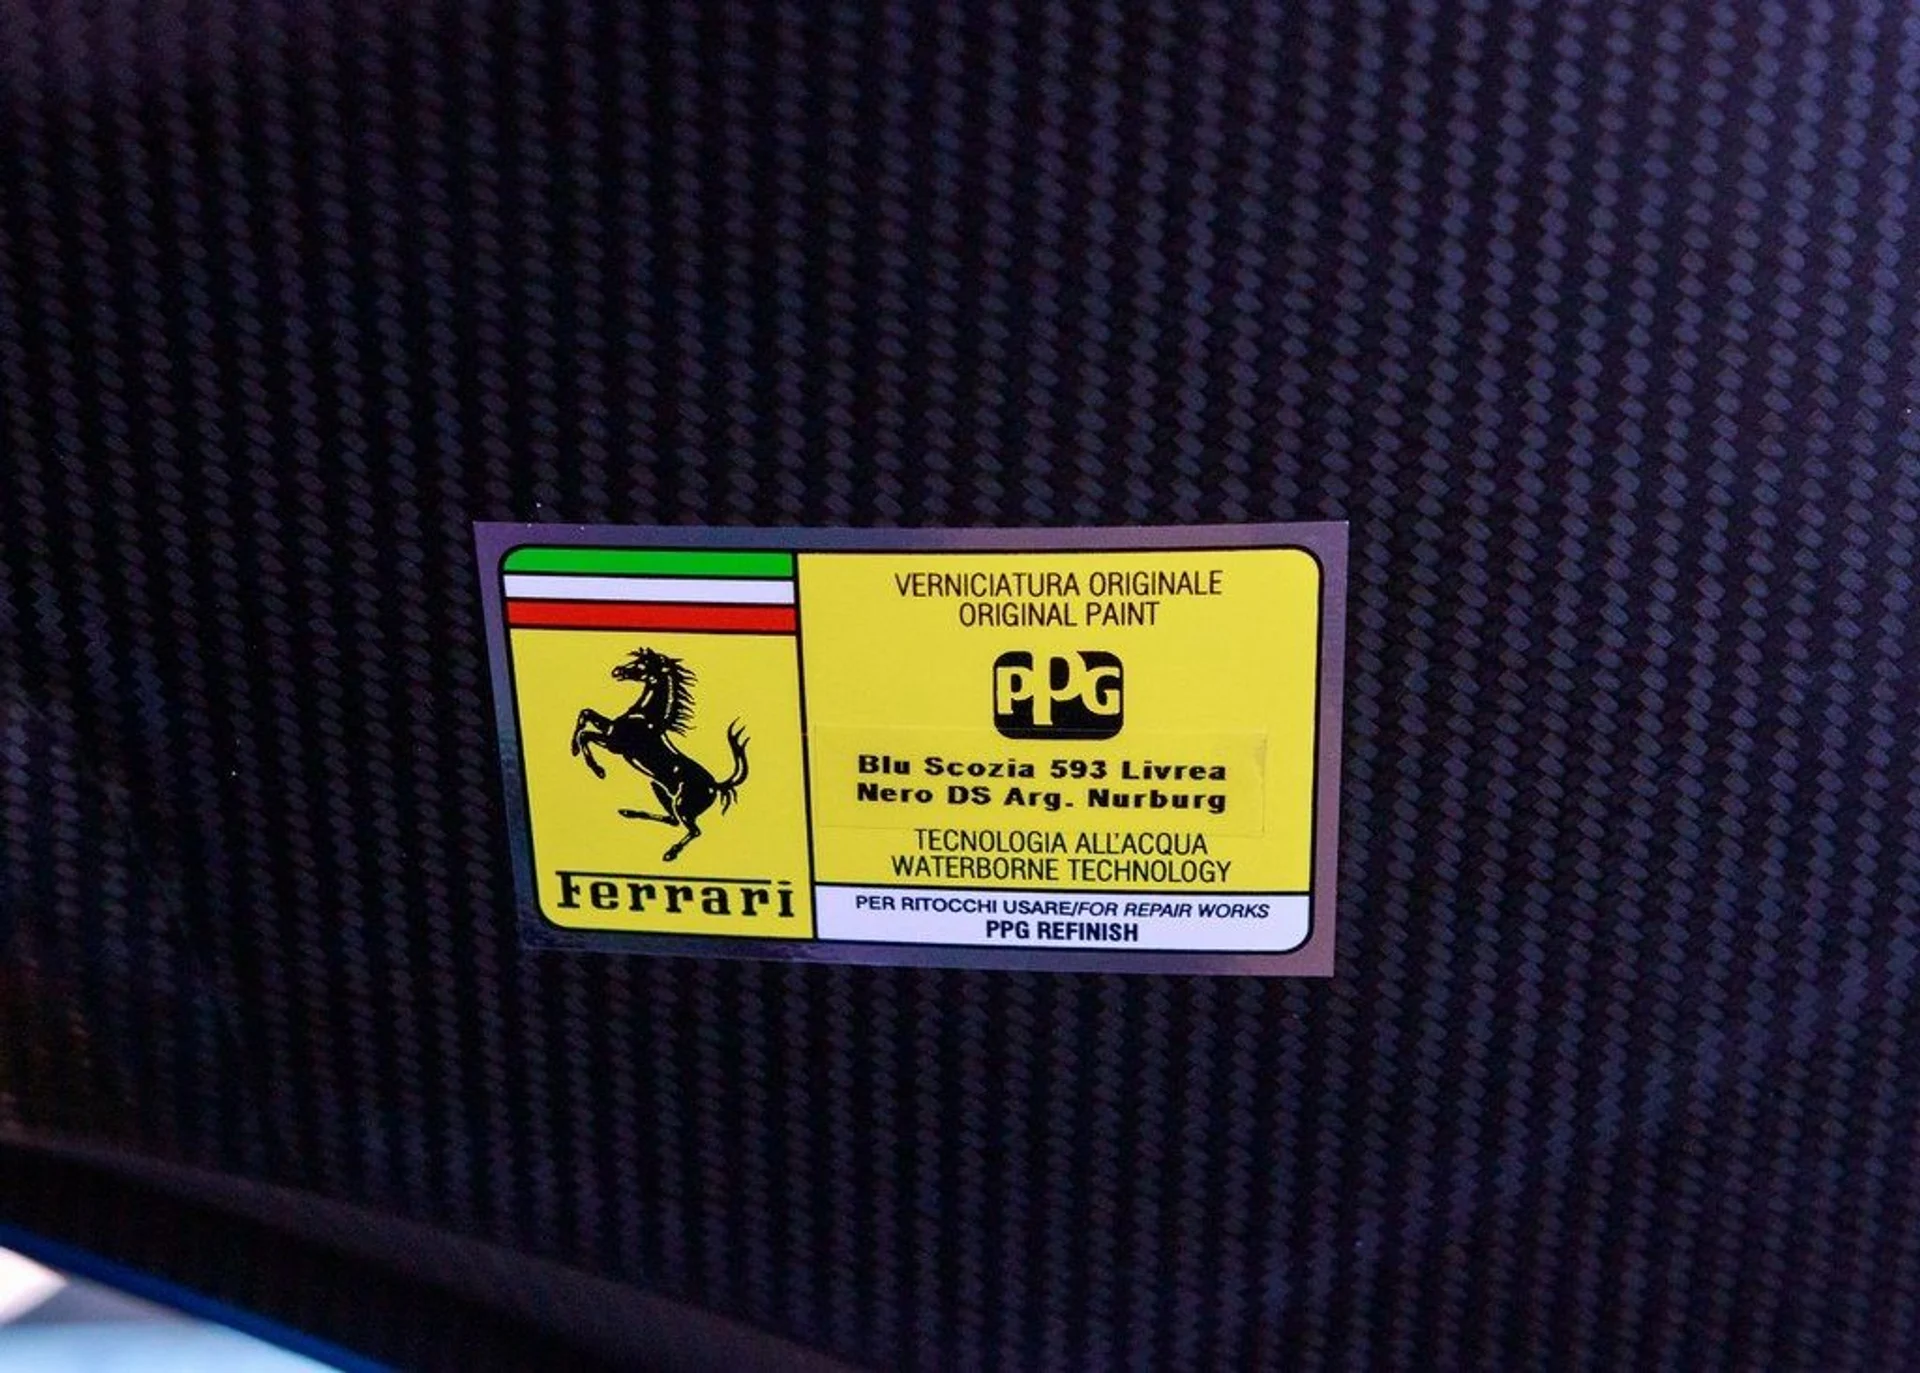 Ferrari
VERNICIATURA ORIGINALE
ORIGINAL PAINT
PPG
Blu Scozia 593 Livrea
Nero DS Arg. Nurburg
TECNOLOGIA ALL'ACQUA
WATERBORNE TECHNOLOGY
PER RITOCCHI USARE/FOR REPAIR WORKS
PPG REFINISH